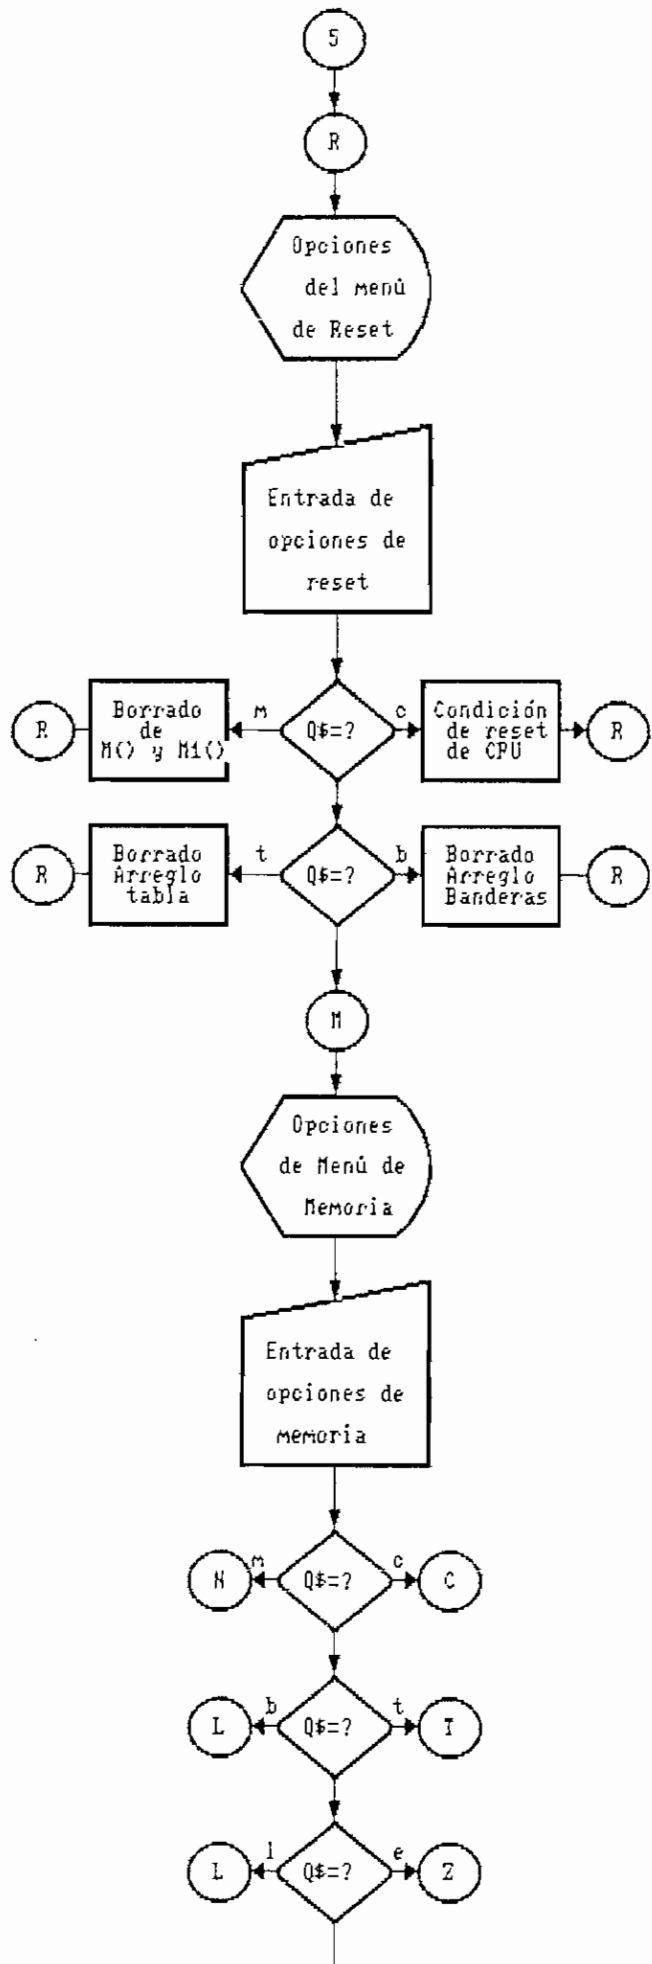 5
R
Opciones
del menú
de Reset
Entrada de
opciones de
reset
R
Borrado
de
M() y M1()
m
Q$=?
c
Condición
de reset
de CPU
R
R
Borrado
Arreglo
tabla
t
Q$=?
b
Borrado
Arreglo
Banderas
R
M
Opciones
de Menú de
Memoria
Entrada de
opciones de
memoria
N
m
Q$=?
c
C
L
b
Q$=?
t
T
L
l
Q$=?
e
Z